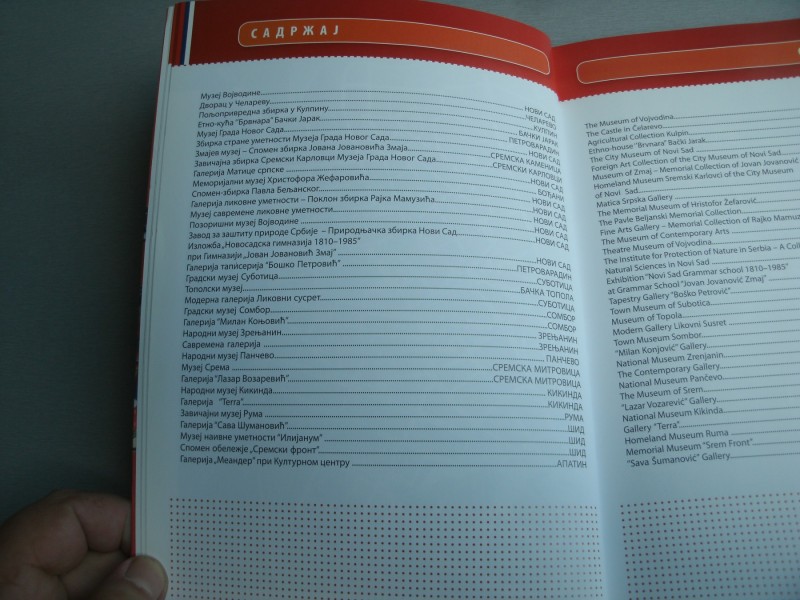 САДРЖАЈ
Музеј Војводине НОВИ САД
Дворац у Челареву ЧЕЛАРЕВО
Пољопривредна збирка у Кулпину КУЛПИН
Етно-кућа "Брвнара" Бачки Јарак БАЧКИ ЈАРАК
Музеј Града Новог Сада ПЕТРОВАРАДИН
Збирка стране уметности Музеја Града Новог Сада НОВИ САД
Змајев музеј – Спомен збирка Јована Јовановића Змаја СРЕМСКА КАМЕНИЦА
Завичајна збирка Сремски Карловци Музеја Града Новог Сада СРЕМСКИ КАРЛОВЦИ
Галерија Матице српске НОВИ САД
Меморијални музеј Христофора Жефаровића БОЂАНИ
Спомен-збирка Павла Бељанског НОВИ САД
Галерија ликовне уметности – Поклон збирка Рајка Мамузића НОВИ САД
Музеј савремене ликовне уметности НОВИ САД
Позоришни музеј Војводине НОВИ САД
Завод за заштиту природе Србије – Природњачка збирка Нови Сад НОВИ САД
Изложба „Новосадска гимназија 1810–1985"
при Гимназији „Јован Јовановић Змај" НОВИ САД
Галерија таписерија "Бошко Петровић" ПЕТРОВАРАДИН
Градски музеј Суботица СУБОТИЦА
Тополски музеј БАЧКА ТОПОЛА
Модерна галерија Ликовни сусрет СУБОТИЦА
Градски музеј Сомбор СОМБОР
Галерија "Милан Коњовић" СОМБОР
Народни музеј Зрењанин ЗРЕЊАНИН
Савремена галерија ЗРЕЊАНИН
Народни музеј Панчево ПАНЧЕВО
Музеј Срема СРЕМСКА МИТРОВИЦА
Галерија "Лазар Возаревић" СРЕМСКА МИТРОВИЦА
Народни музеј Кикинда КИКИНДА
Галерија "Terra" КИКИНДА
Завичајни музеј Рума РУМА
Галерија "Сава Шумановић" ШИД
Музеј наивне уметности "Илијанум" ШИД
Спомен обележје „Сремски фронт" ШИД
Галерија „Меандер" при Културном центру АПАТИН
The Museum of Vojvodina
The Castle in Čelarevo
Agricultural Collection Kulpin
Ethno-house "Brvnara" Bački Jarak
The City Museum of Novi Sad
Foreign Art Collection of the City Museum of Novi Sad
Museum of Zmaj – Memorial Collection of Jovan Jovanović
Homeland Museum Sremski Karlovci of the City Museum
of Novi Sad
Matica Srpska Gallery
The Memorial Museum of Hristofor Žefarović
The Pavle Beljanski Memorial Collection
Fine Arts Gallery – Memorial Collection of Rajko Mamuz
The Museum of Contemporary Arts
Theatre Museum of Vojvodina
The Institute for Protection of Nature in Serbia – A Coll
Natural Sciences in Novi Sad
Exhibition "Novi Sad Grammar school 1810–1985"
at Grammar School "Jovan Jovanović Zmaj"
Tapestry Gallery "Boško Petrović"
Town Museum of Subotica
Museum of Topola
Modern Gallery Likovni Susret
Town Museum Sombor
"Milan Konjović" Gallery
National Museum Zrenjanin
The Contemporary Gallery
National Museum Pančevo
The Museum of Srem
"Lazar Vozarević" Gallery
National Museum Kikinda
Gallery "Terra"
Homeland Museum Ruma
Memorial Museum "Srem Front"
"Sava Šumanović" Gallery